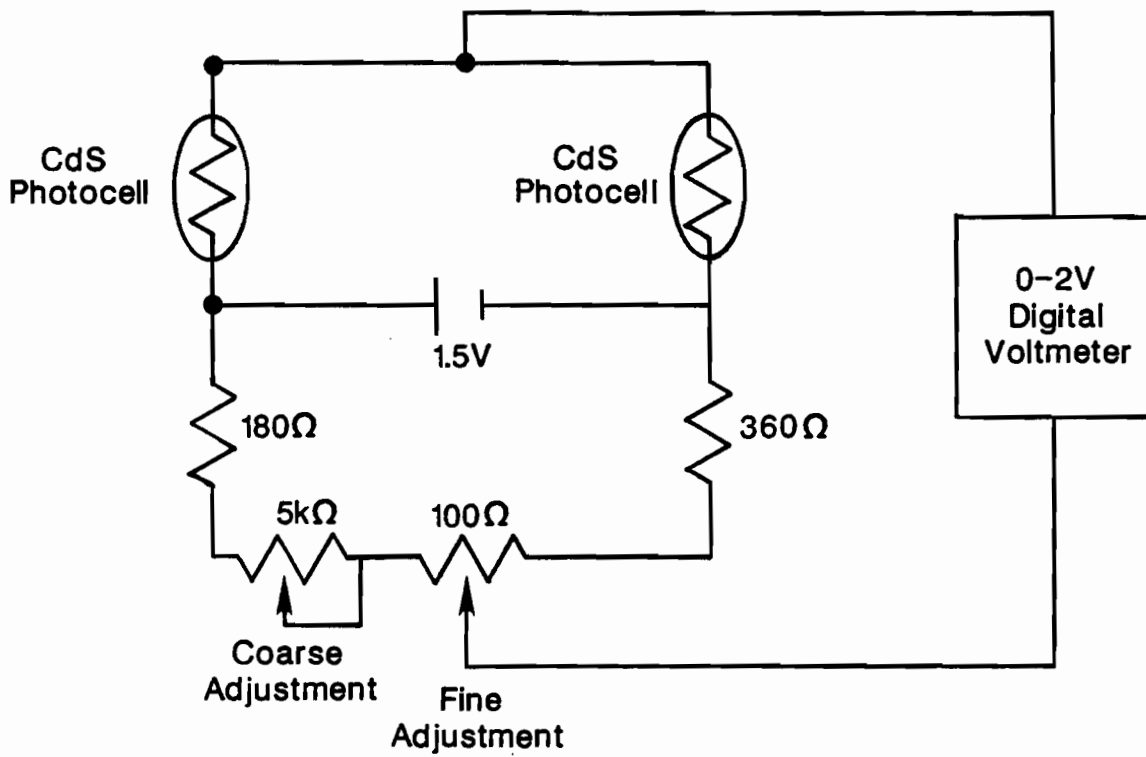 CdS
Photocell
CdS
Photocell
1.5V
0-2V
Digital
Voltmeter
180Ω
360Ω
5kΩ
100Ω
Coarse
Adjustment
Fine
Adjustment